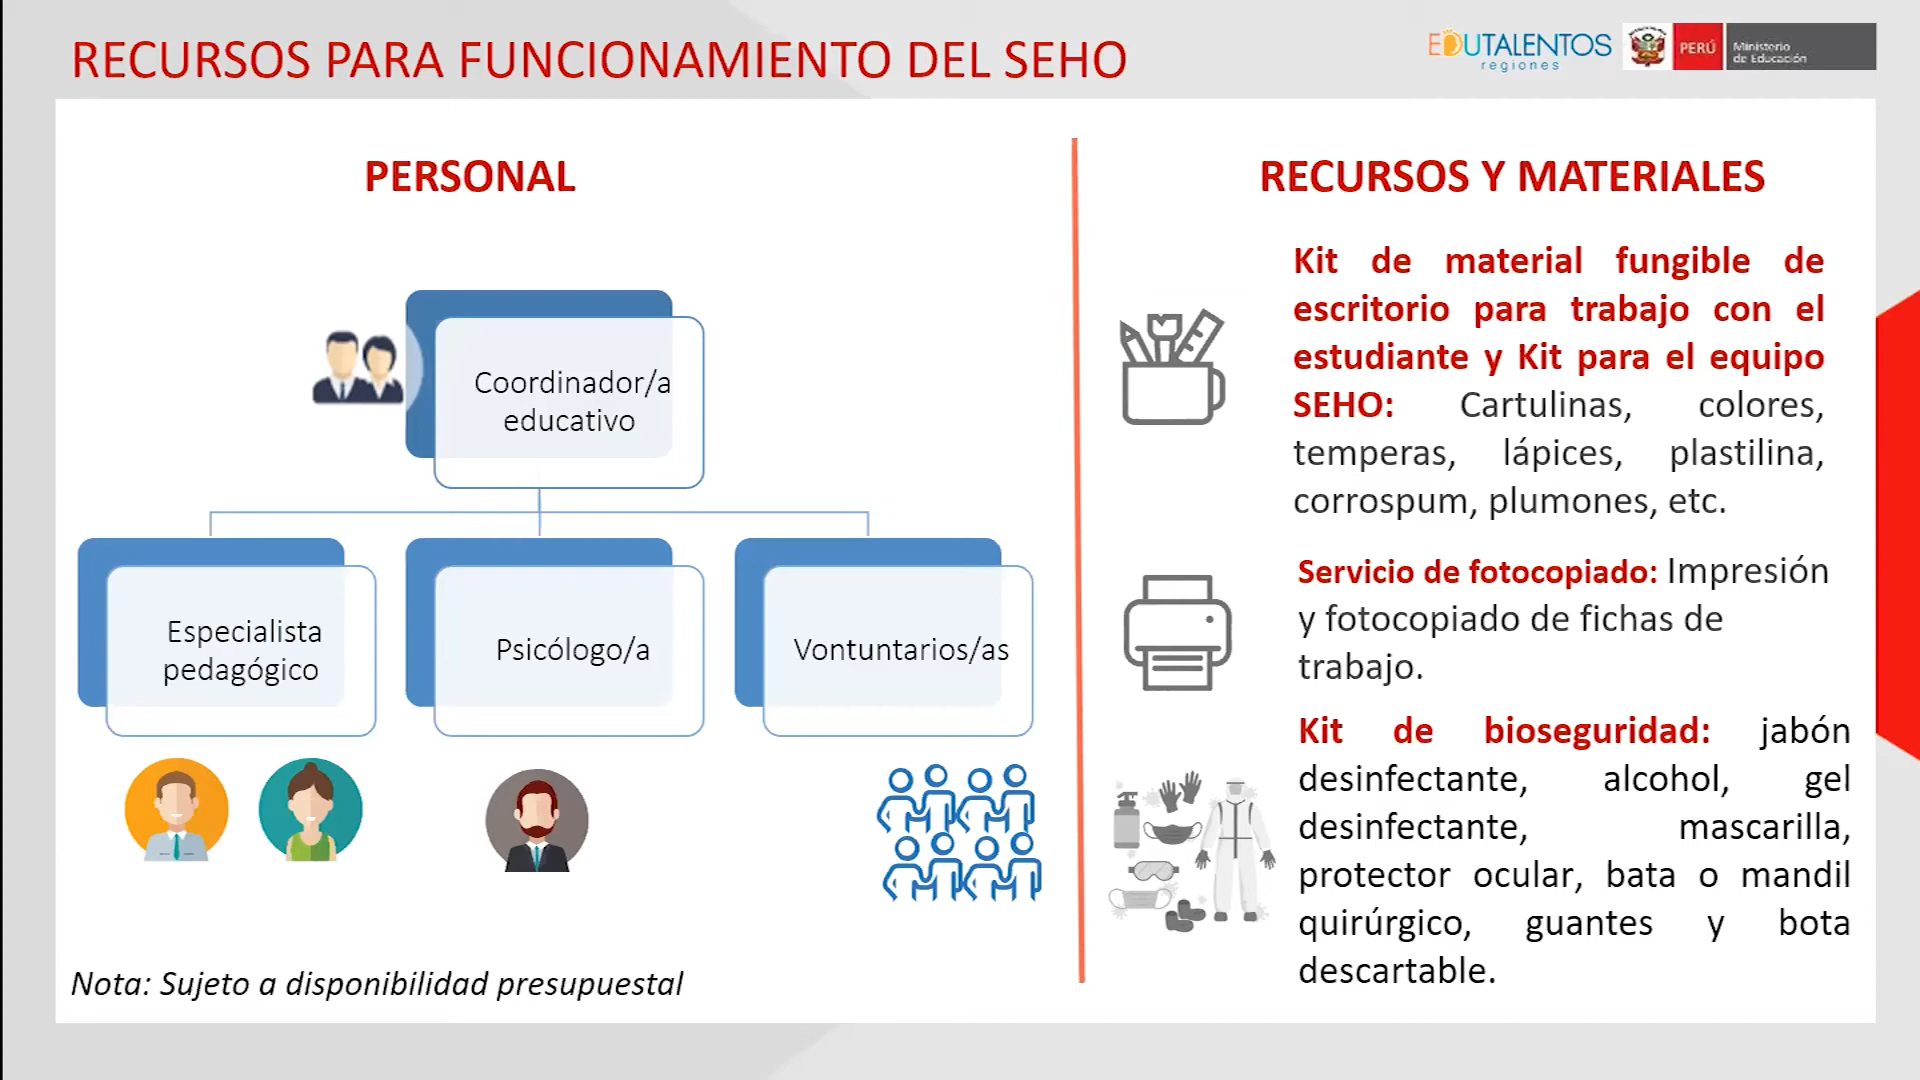 RECURSOS PARA FUNCIONAMIENTO DEL SEHO
EDUTALENTOS
regiones
PERÚ
Ministerio
de Educación
PERSONAL
Coordinador/a
educativo
Especialista
pedagógico
Psicólogo/a
Vontuntarios/as
Nota: Sujeto a disponibilidad presupuestal
RECURSOS Y MATERIALES
Kit de material fungible de
escritorio para trabajo con el
estudiante y Kit para el equipo
SEHO: Cartulinas, colores,
temperas, lápices, plastilina,
corrospum, plumones, etc.
Servicio de fotocopiado: Impresión
y fotocopiado de fichas de
trabajo.
Kit de bioseguridad: jabón
desinfectante, alcohol, gel
desinfectante, mascarilla,
protector ocular, bata o mandil
quirúrgico, guantes y bota
descartable.